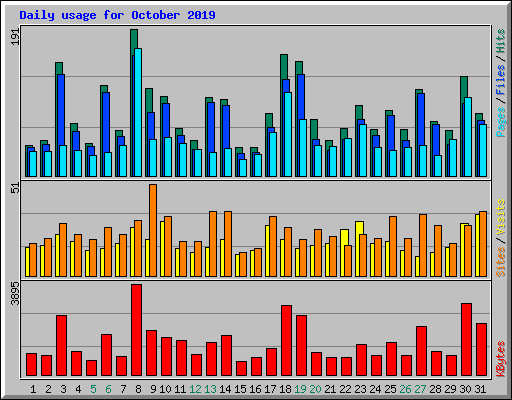 Daily usage for October 2019
191
51
3895
Pages / Files / Hits
Sites / Visits
KBytes
1 2 3 4 5 6 7 8 9 10 11 12 13 14 15 16 17 18 19 20 21 22 23 24 25 26 27 28 29 30 31